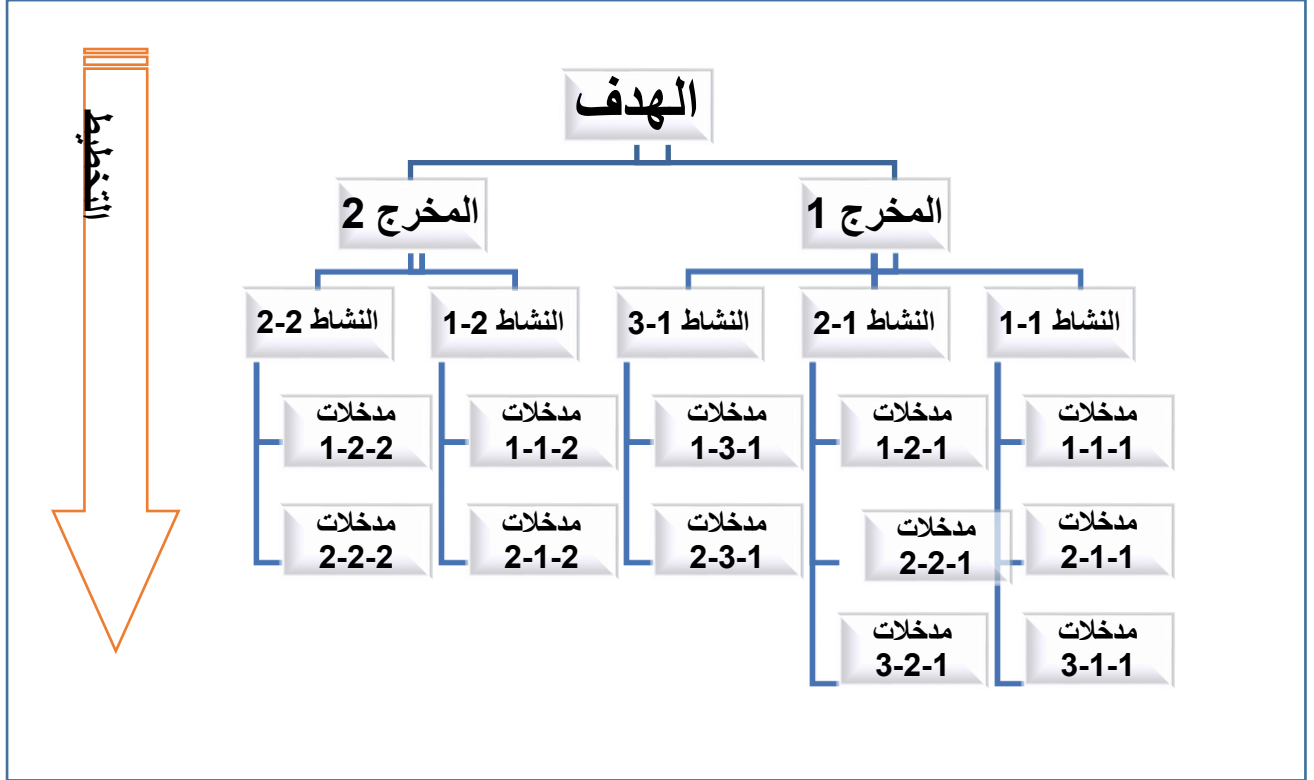 التخطيط
الهدف
المخرج 1
المخرج 2
النشاط 1-1
النشاط 2-1
النشاط 3-1
النشاط 1-2
النشاط 2-2
مدخلات
1-1-1
مدخلات
1-2-1
مدخلات
1-3-1
مدخلات
1-1-2
مدخلات
1-2-2
مدخلات
2-1-1
مدخلات
2-2-1
مدخلات
2-3-1
مدخلات
2-1-2
مدخلات
2-2-2
مدخلات
3-1-1
مدخلات
3-2-1